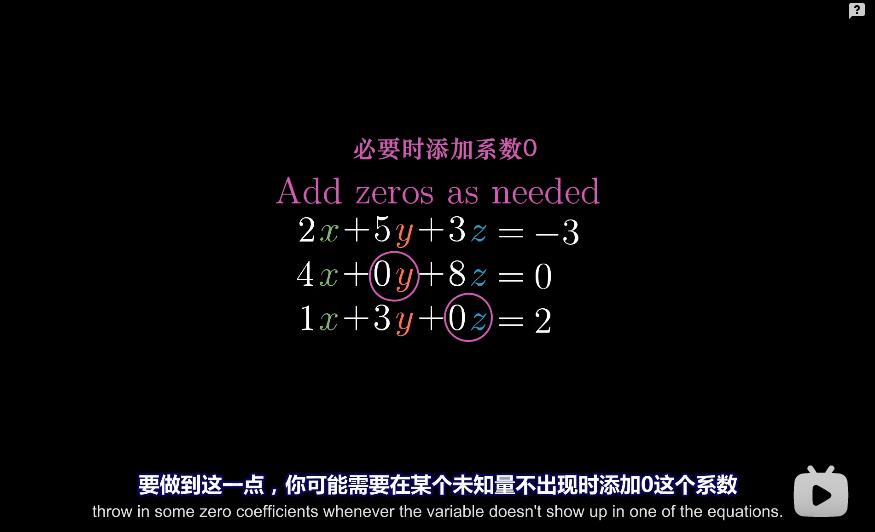 必要时添加系数0
Add zeros as needed
2x+5y+3z = −3
4x+0y+8z = 0
1x+3y+0z = 2
要做到这一点，你可能需要在某个未知量不出现时添加0这个系数
throw in some zero coefficients whenever the variable doesn't show up in one of the equations.